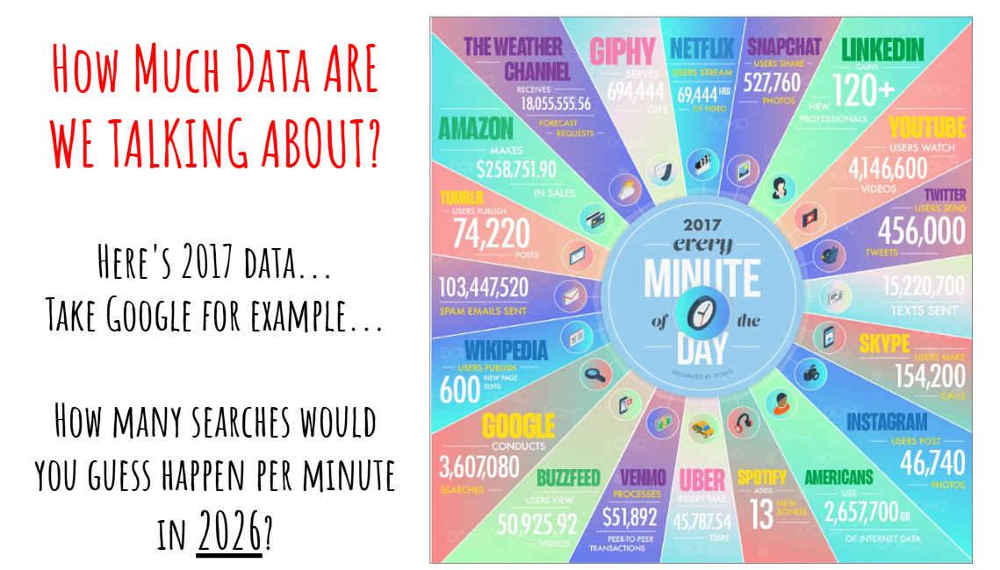 How Much Data ARE
WE TALKING ABOUT?
Here's 2017 data...
Take Google for example...
How many searches would
you guess happen per minute
in 2026?
THE WEATHER
CHANNEL
RECEIVES
18,055,555.56
FORECAST
REQUESTS
GIPHY
SERVES
694,444
GIFS
NETFLIX
USERS STREAM
69,444 HRS
OF VIDEO
SNAPCHAT
USERS SHARE
527,760
PHOTOS
LINKEDIN
GAINS
NEW 120+
PROFESSIONALS
YOUTUBE
USERS WATCH
4,146,600
VIDEOS
TWITTER
USERS SEND
456,000
TWEETS
15,220,700
TEXTS SENT
SKYPE
USERS MAKE
154,200
CALLS
INSTAGRAM
USERS POST
46,740
PHOTOS
AMERICANS
USE
2,657,700 GB
OF INTERNET DATA
SPOTIFY
ADDS
13 NEW
SONGS
UBER
RIDERS TAKE
45,787.54
TRIPS
VENMO
PROCESSES
$51,892
PEER-TO-PEER
TRANSACTIONS
BUZZFEED
USERS VIEW
50,925.92
VIDEOS
GOOGLE
CONDUCTS
3,607,080
SEARCHES
WIKIPEDIA
USERS PUBLISH
600 NEW PAGE
EDITS
103,447,520
SPAM EMAILS SENT
TUMBLR
USERS PUBLISH
74,220
POSTS
AMAZON
MAKES
$258,751.90
IN SALES
2017
every
MINUTE
of the
DAY
PRESENTED BY DOMO